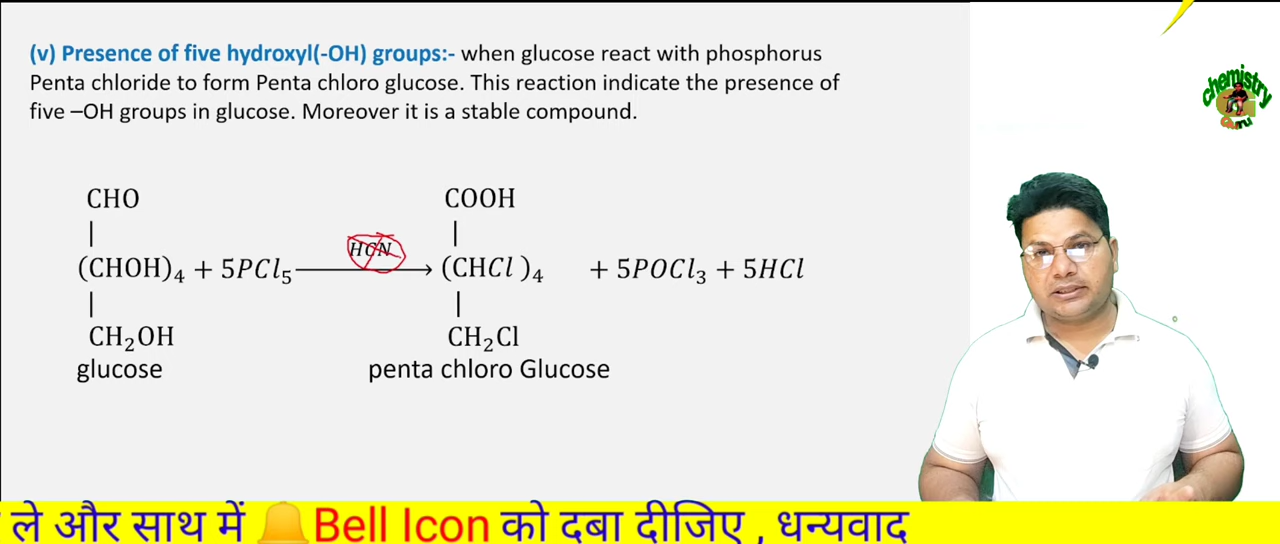 (v) Presence of five hydroxyl(-OH) groups:- when glucose react with phosphorus
Penta chloride to form Penta chloro glucose. This reaction indicate the presence of
five –OH groups in glucose. Moreover it is a stable compound.
chemistry
Guru
CHO COOH
| |
HCN
(CHOH)₄ + 5PCl₅ ⟶ (CHCl )₄ + 5POCl₃ + 5HCl
| |
CH₂OH CH₂Cl
glucose penta chloro Glucose
ले और साथ में 🔔Bell Icon को दबा दीजिए , धन्यवाद